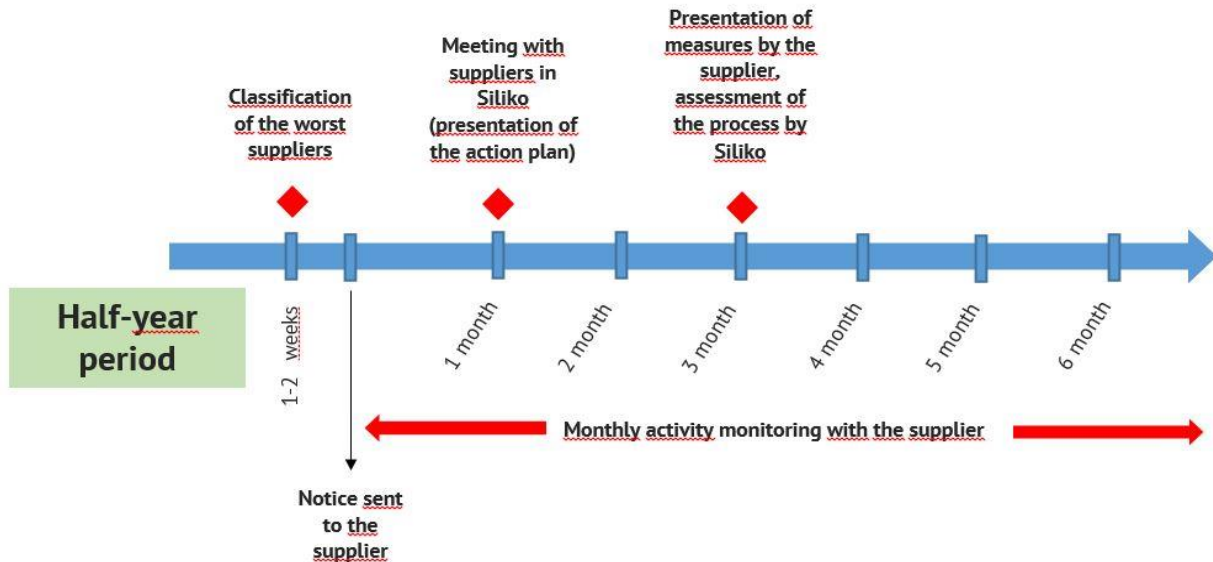 Classification
of the worst
suppliers
Meeting with
suppliers in
Siliko
(presentation of
the action plan)
Presentation of
measures by the
supplier,
assessment of
the process by
Siliko
Half-year
period
1-2 weeks
1 month
2 month
3 month
4 month
5 month
6 month
Monthly activity monitoring with the supplier
Notice sent
to the
supplier